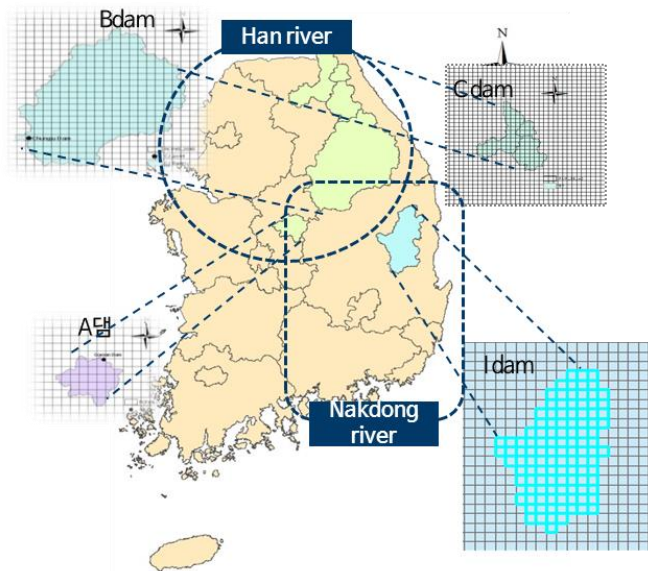 Bdam
Han river
N
C dam
A댐
I dam
Nakdong
river